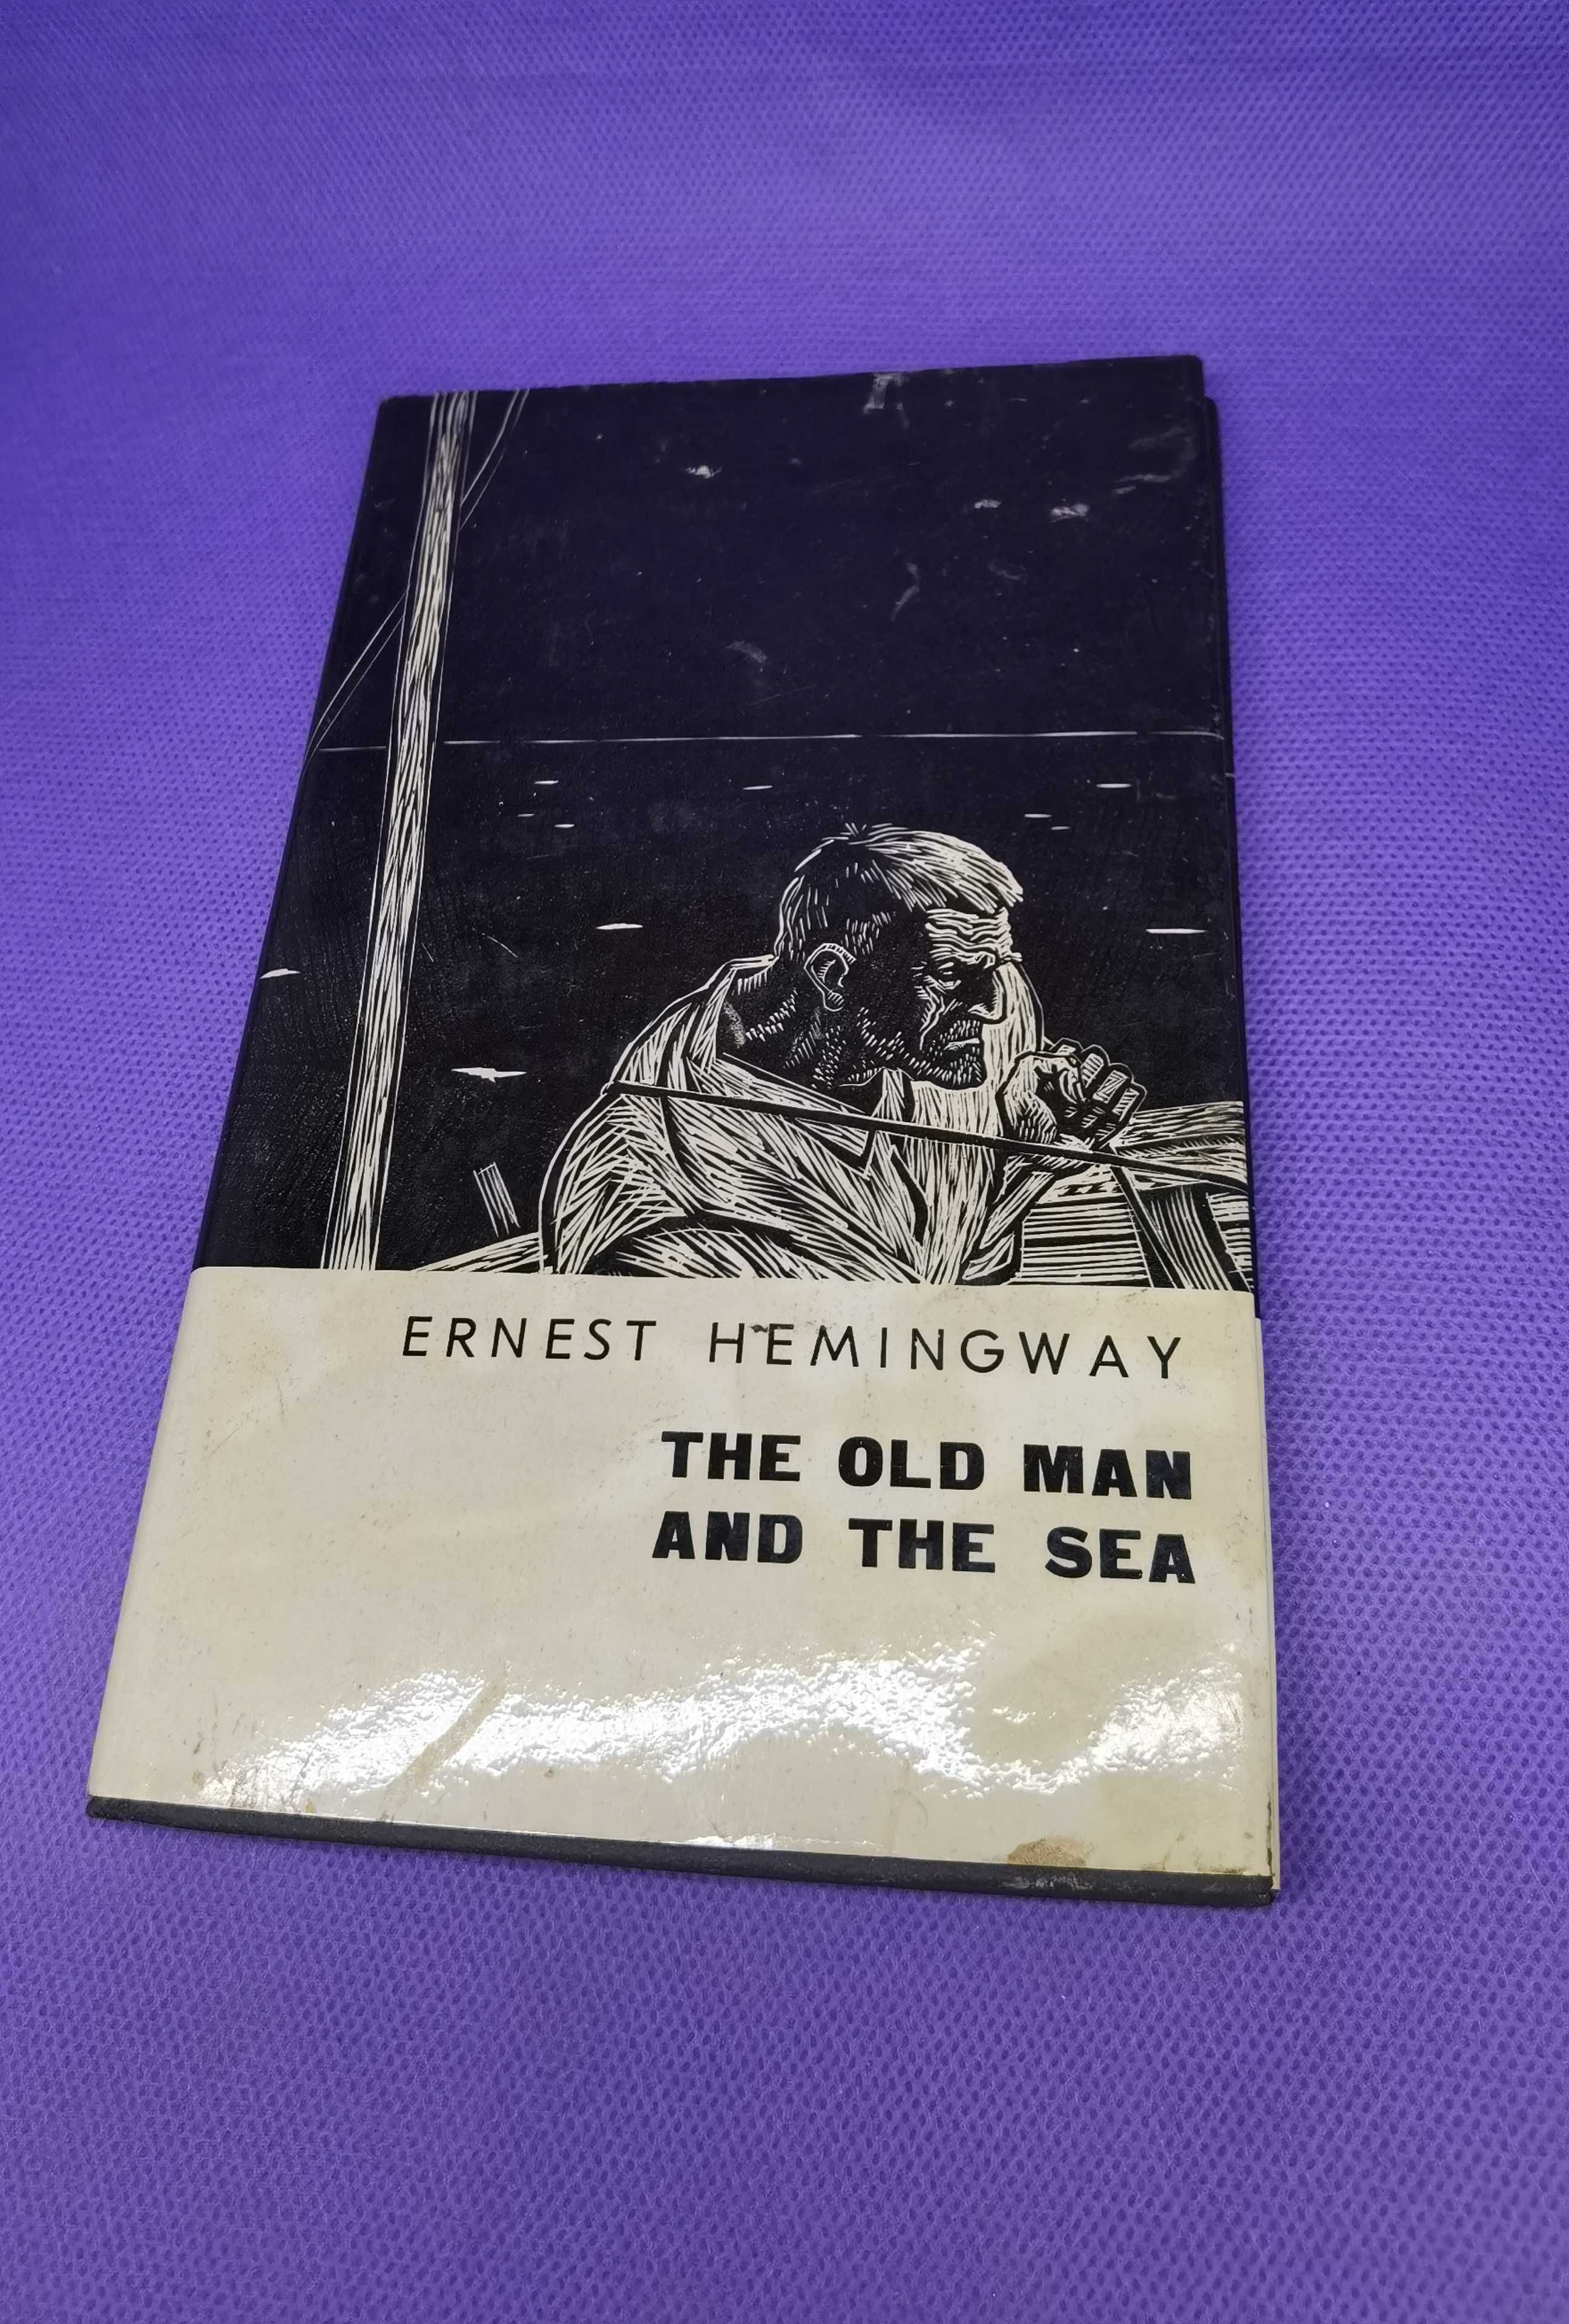 ERNEST HEMINGWAY
THE OLD MAN
AND THE SEA